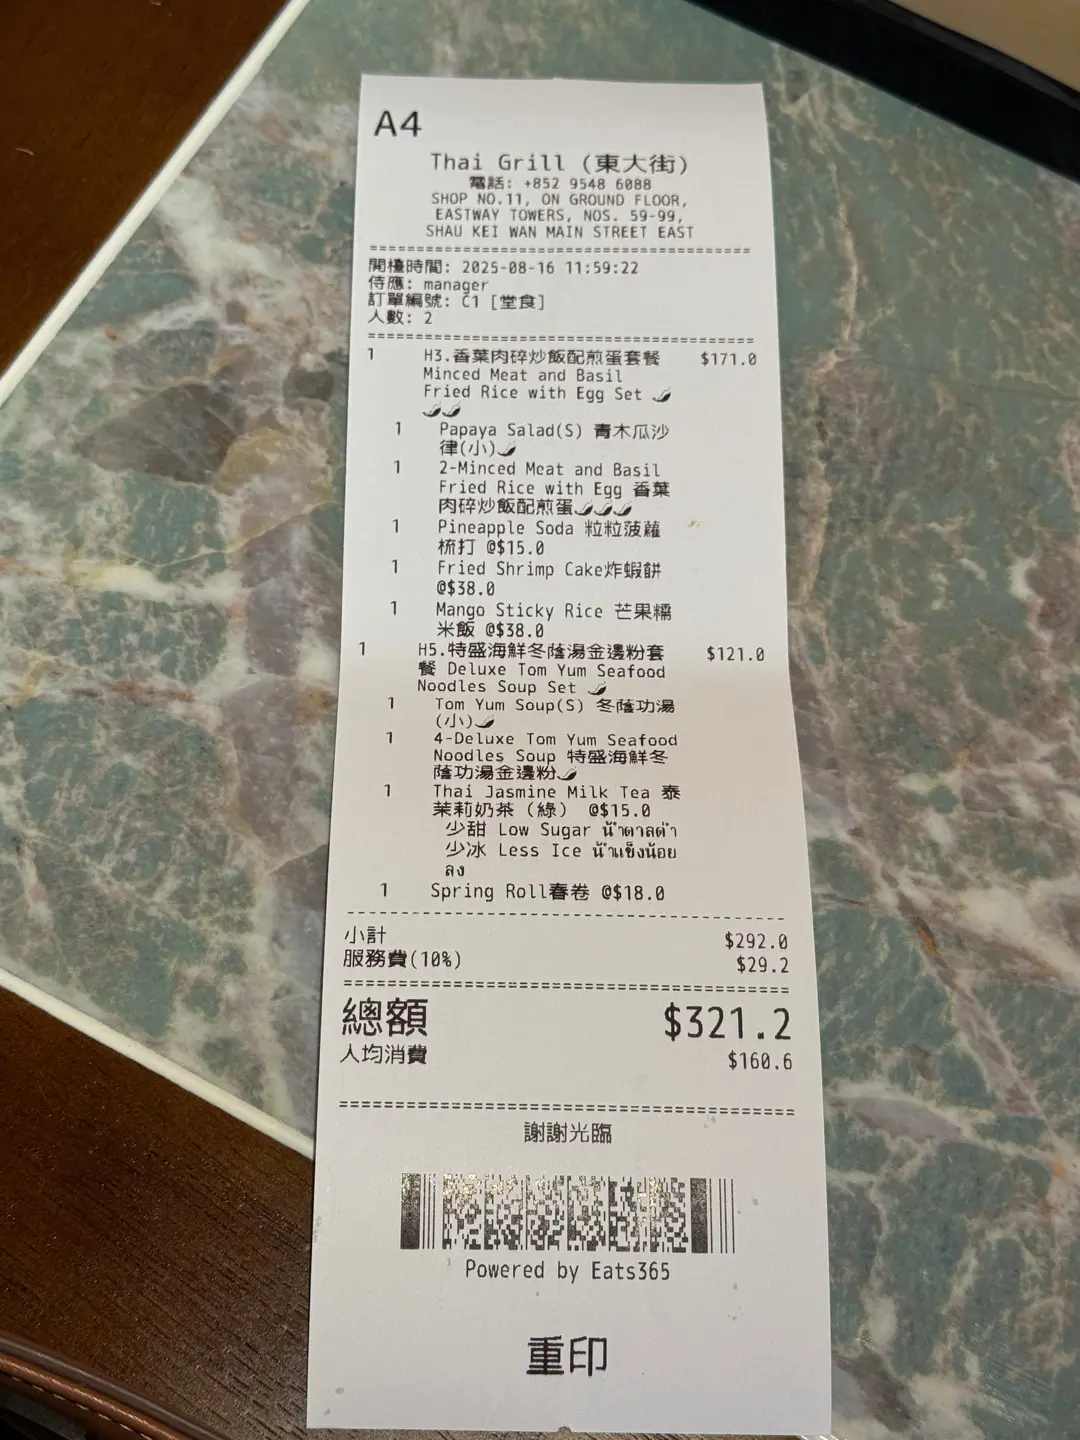 A4
Thai Grill (東大街)
電話: +852 9548 6088
SHOP NO.11, ON GROUND FLOOR,
EASTWAY TOWERS, NOS. 59-99,
SHAU KEI WAN MAIN STREET EAST
開檯時間: 2025-08-16 11:59:22
侍應: manager
訂單編號: C1 [堂食]
人數: 2
1 H3.香葉肉碎炒飯配煎蛋套餐 $171.0
Minced Meat and Basil
Fried Rice with Egg Set 🌶
🌶🌶
1 Papaya Salad(S) 青木瓜沙
律(小)🌶
1 2-Minced Meat and Basil
Fried Rice with Egg 香葉
肉碎炒飯配煎蛋🌶🌶🌶
1 Pineapple Soda 粒粒菠蘿
梳打 @$15.0
1 Fried Shrimp Cake炸蝦餅
@$38.0
1 Mango Sticky Rice 芒果糯
米飯 @$38.0
1 H5.特盛海鮮冬蔭湯金邊粉套 $121.0
餐 Deluxe Tom Yum Seafood
Noodles Soup Set 🌶
1 Tom Yum Soup(S) 冬蔭功湯
(小)🌶
1 4-Deluxe Tom Yum Seafood
Noodles Soup 特盛海鮮冬
蔭功湯金邊粉🌶
1 Thai Jasmine Milk Tea 泰
茉莉奶茶 (綠) @$15.0
少甜 Low Sugar น้ำตาลต่ำ
少冰 Less Ice น้ำแข็งน้อย
ลง
1 Spring Roll春卷 @$18.0
小計 $292.0
服務費(10%) $29.2
總額 $321.2
人均消費 $160.6
謝謝光臨
Powered by Eats365
重印